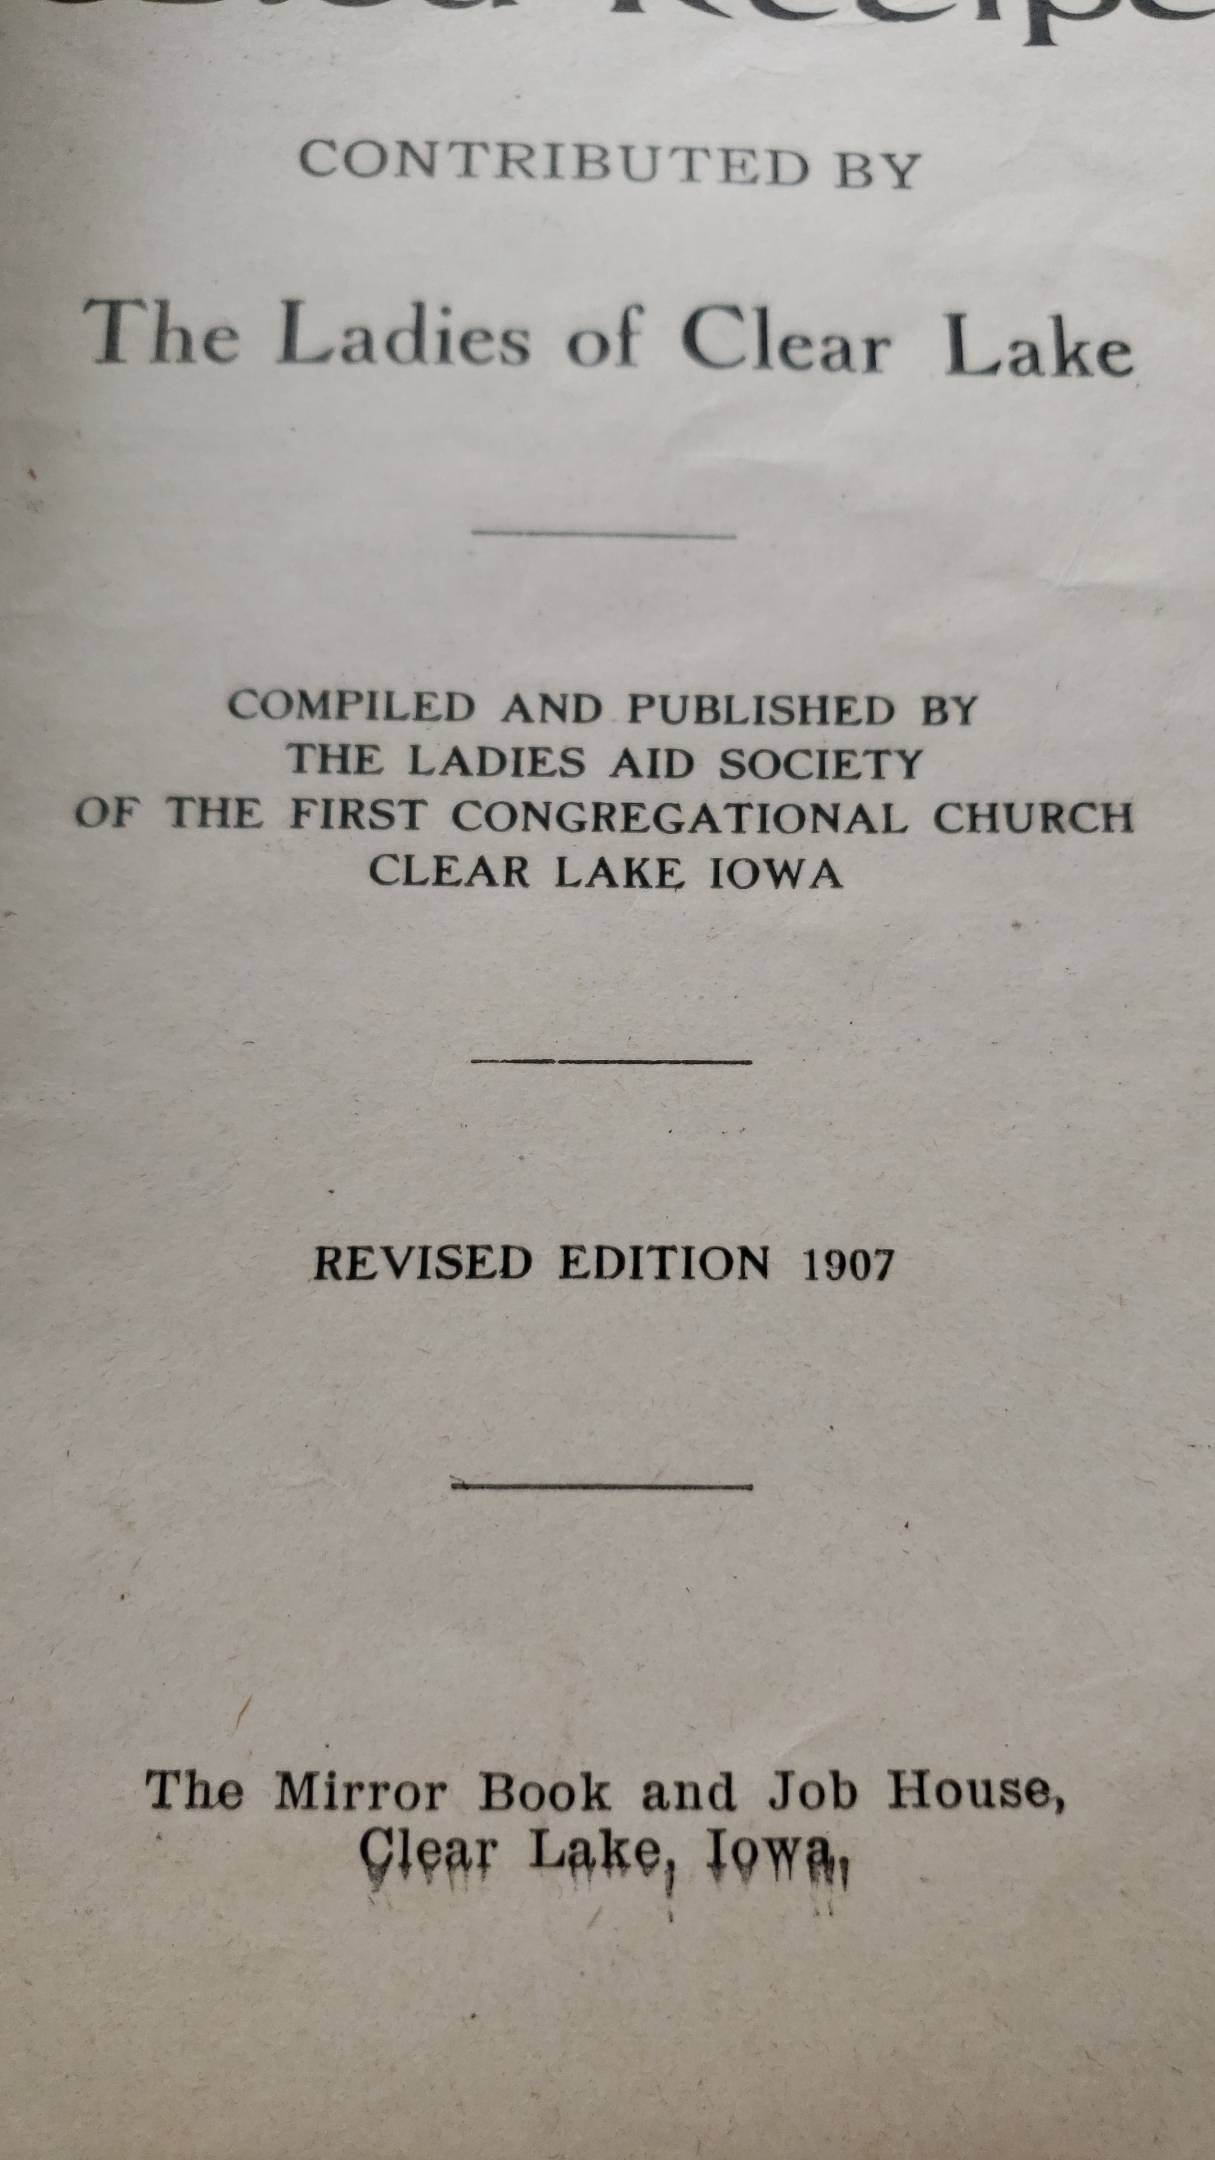 CONTRIBUTED BY
The Ladies of Clear Lake
COMPILED AND PUBLISHED BY
THE LADIES AID SOCIETY
OF THE FIRST CONGREGATIONAL CHURCH
CLEAR LAKE IOWA
REVISED EDITION 1907
The Mirror Book and Job House,
Clear Lake, Iowa,